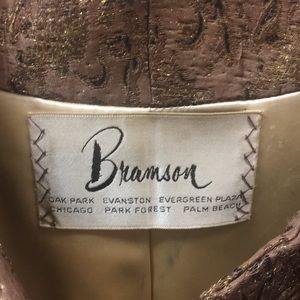 Bramson
OAK PARK EVANSTON EVERGREEN PLAZA
CHICAGO PARK FOREST PALM BEACH